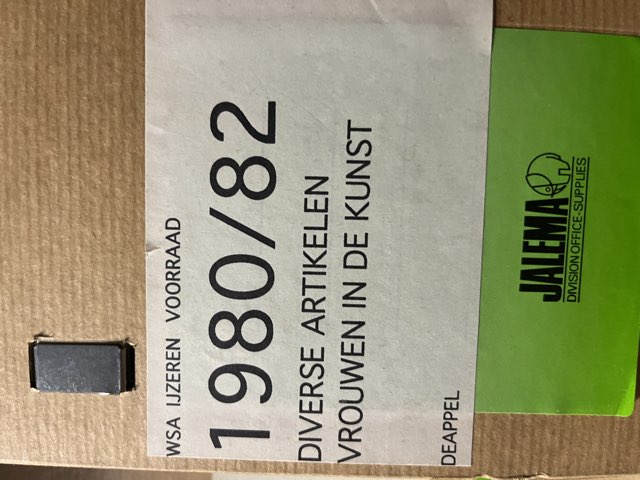 WSA IJZEREN VOORRAAD
1980/82
DIVERSE ARTIKELEN
VROUWEN IN DE KUNST
DEAPPEL
JALEMA
DIVISION OFFICE-SUPPLIES